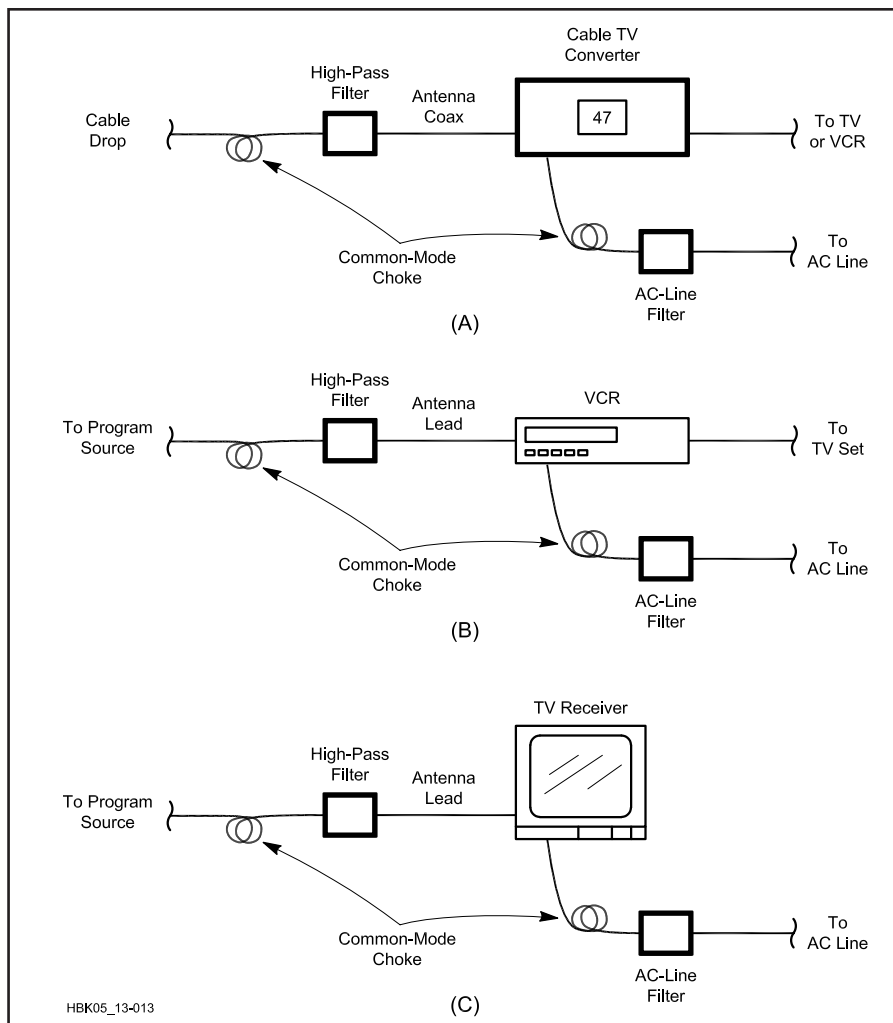 Cable TV
Converter
High-Pass
Filter
Antenna
Coax
Cable
Drop
47
To TV
or VCR
Common-Mode
Choke
To
AC Line
AC-Line
Filter
(A)
High-Pass
Filter
Antenna
Lead
VCR
To Program
Source
To
TV Set
Common-Mode
Choke
To
AC Line
AC-Line
Filter
(B)
TV Receiver
High-Pass
Filter
Antenna
Lead
To Program
Source
Common-Mode
Choke
To
AC Line
AC-Line
Filter
HBK05_13-013
(C)